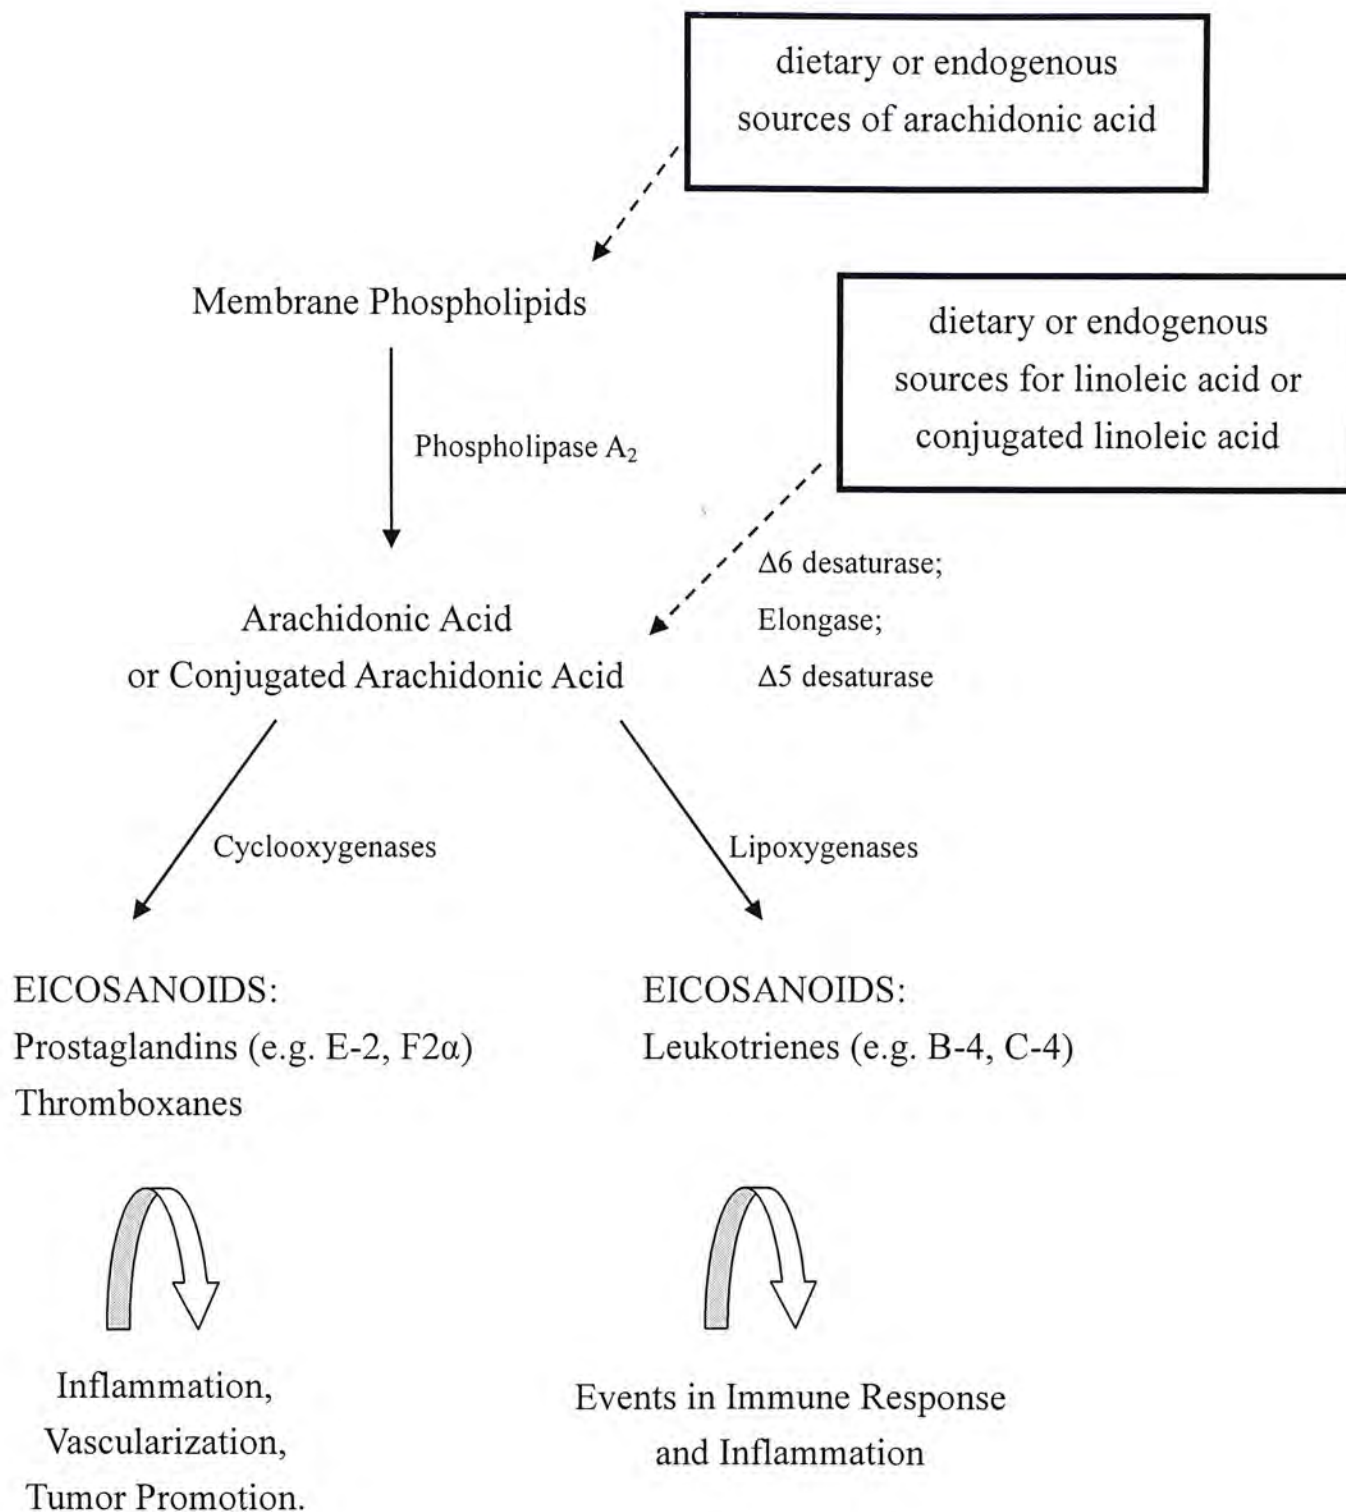 dietary or endogenous
sources of arachidonic acid
Membrane Phospholipids
dietary or endogenous
sources for linoleic acid or
conjugated linoleic acid
Phospholipase A₂
Δ6 desaturase;
Elongase;
Δ5 desaturase
Arachidonic Acid
or Conjugated Arachidonic Acid
Cyclooxygenases
Lipoxygenases
EICOSANOIDS:
Prostaglandins (e.g. E-2, F2α)
Thromboxanes
EICOSANOIDS:
Leukotrienes (e.g. B-4, C-4)
Inflammation,
Vascularization,
Tumor Promotion.
Events in Immune Response
and Inflammation